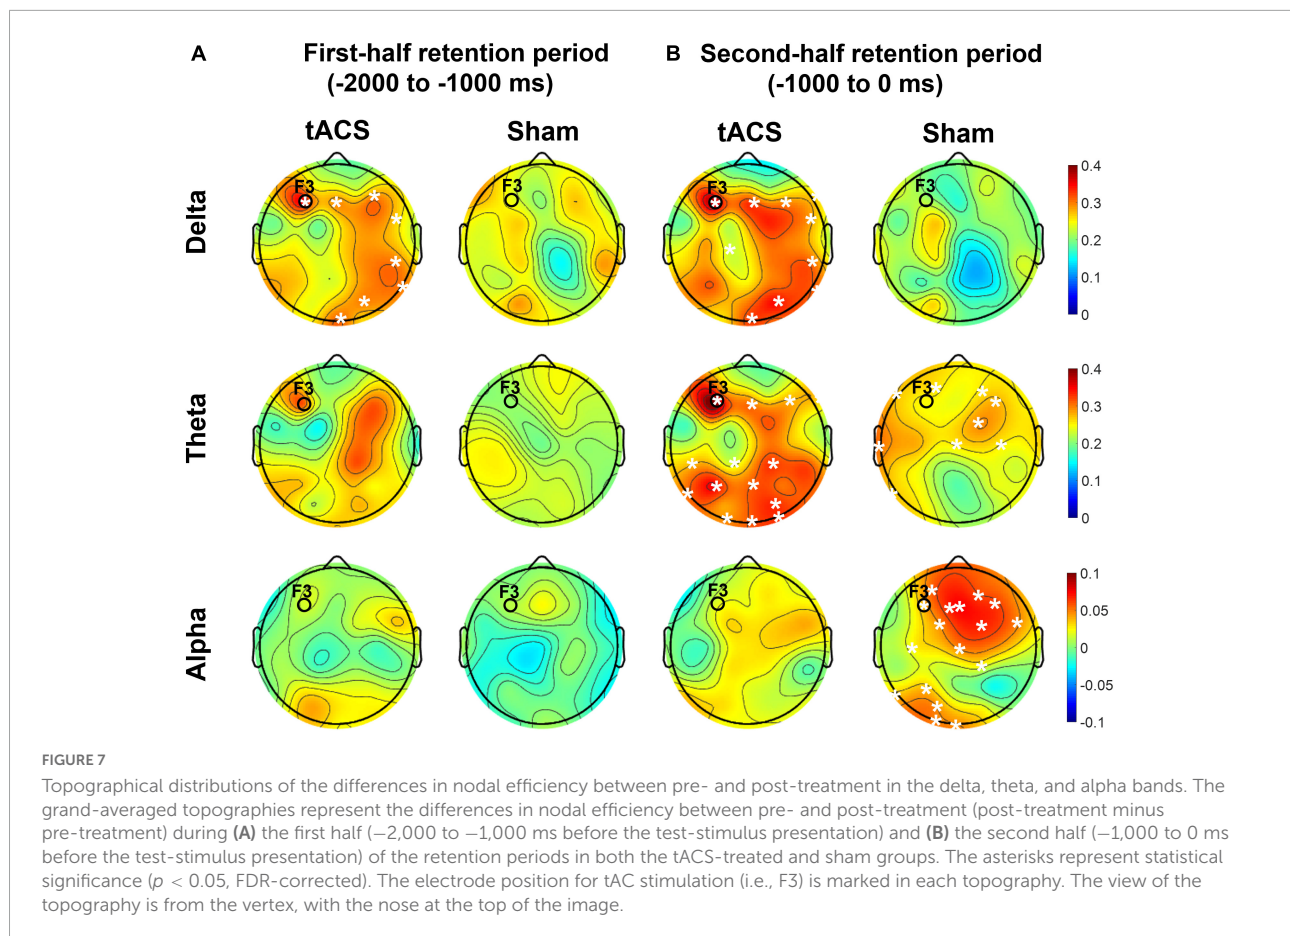 A First-half retention period B Second-half retention period
(-2000 to -1000 ms) (-1000 to 0 ms)
tACS Sham tACS Sham
Delta
F3 F3 F3 F3
0.4
0.3
0.2
0.1
0
Theta
F3 F3 F3 F3
0.4
0.3
0.2
0.1
0
Alpha
F3 F3 F3 F3
0.1
0.05
0
-0.05
-0.1
FIGURE 7
Topographical distributions of the differences in nodal efficiency between pre- and post-treatment in the delta, theta, and alpha bands. The
grand-averaged topographies represent the differences in nodal efficiency between pre- and post-treatment (post-treatment minus
pre-treatment) during (A) the first half (−2,000 to −1,000 ms before the test-stimulus presentation) and (B) the second half (−1,000 to 0 ms
before the test-stimulus presentation) of the retention periods in both the tACS-treated and sham groups. The asterisks represent statistical
significance (p < 0.05, FDR-corrected). The electrode position for tAC stimulation (i.e., F3) is marked in each topography. The view of the
topography is from the vertex, with the nose at the top of the image.